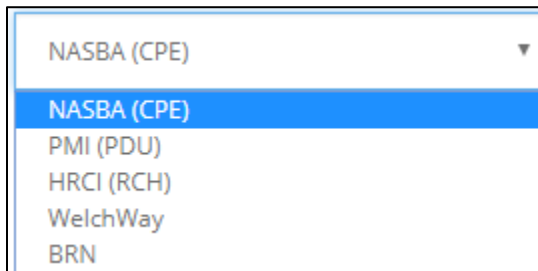 NASBA (CPE)
NASBA (CPE)
PMI (PDU)
HRCI (RCH)
WelchWay
BRN